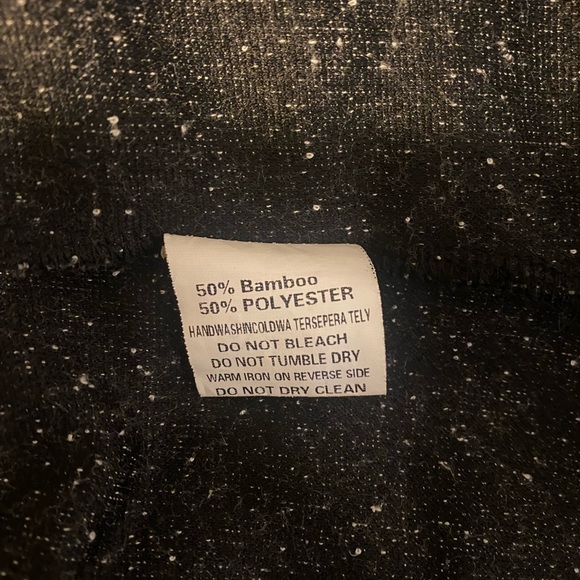 50% Bamboo
50% POLYESTER
HANDWASHINCOLDWA TERSEPERA TELY
DO NOT BLEACH
DO NOT TUMBLE DRY
WARM IRON ON REVERSE SIDE
DO NOT DRY CLEAN